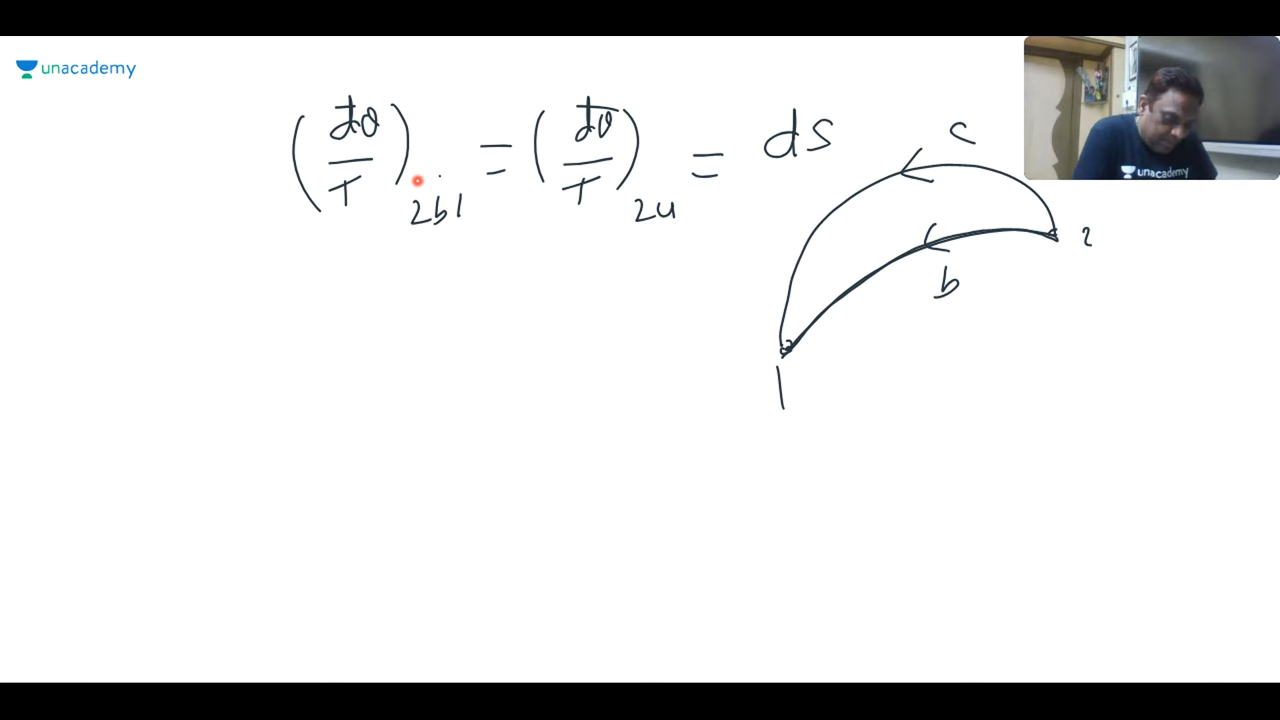 unacademy
(đQ/T)2b1 = (đQ/T)2c1 = dS
c
2
b
1
unacademy